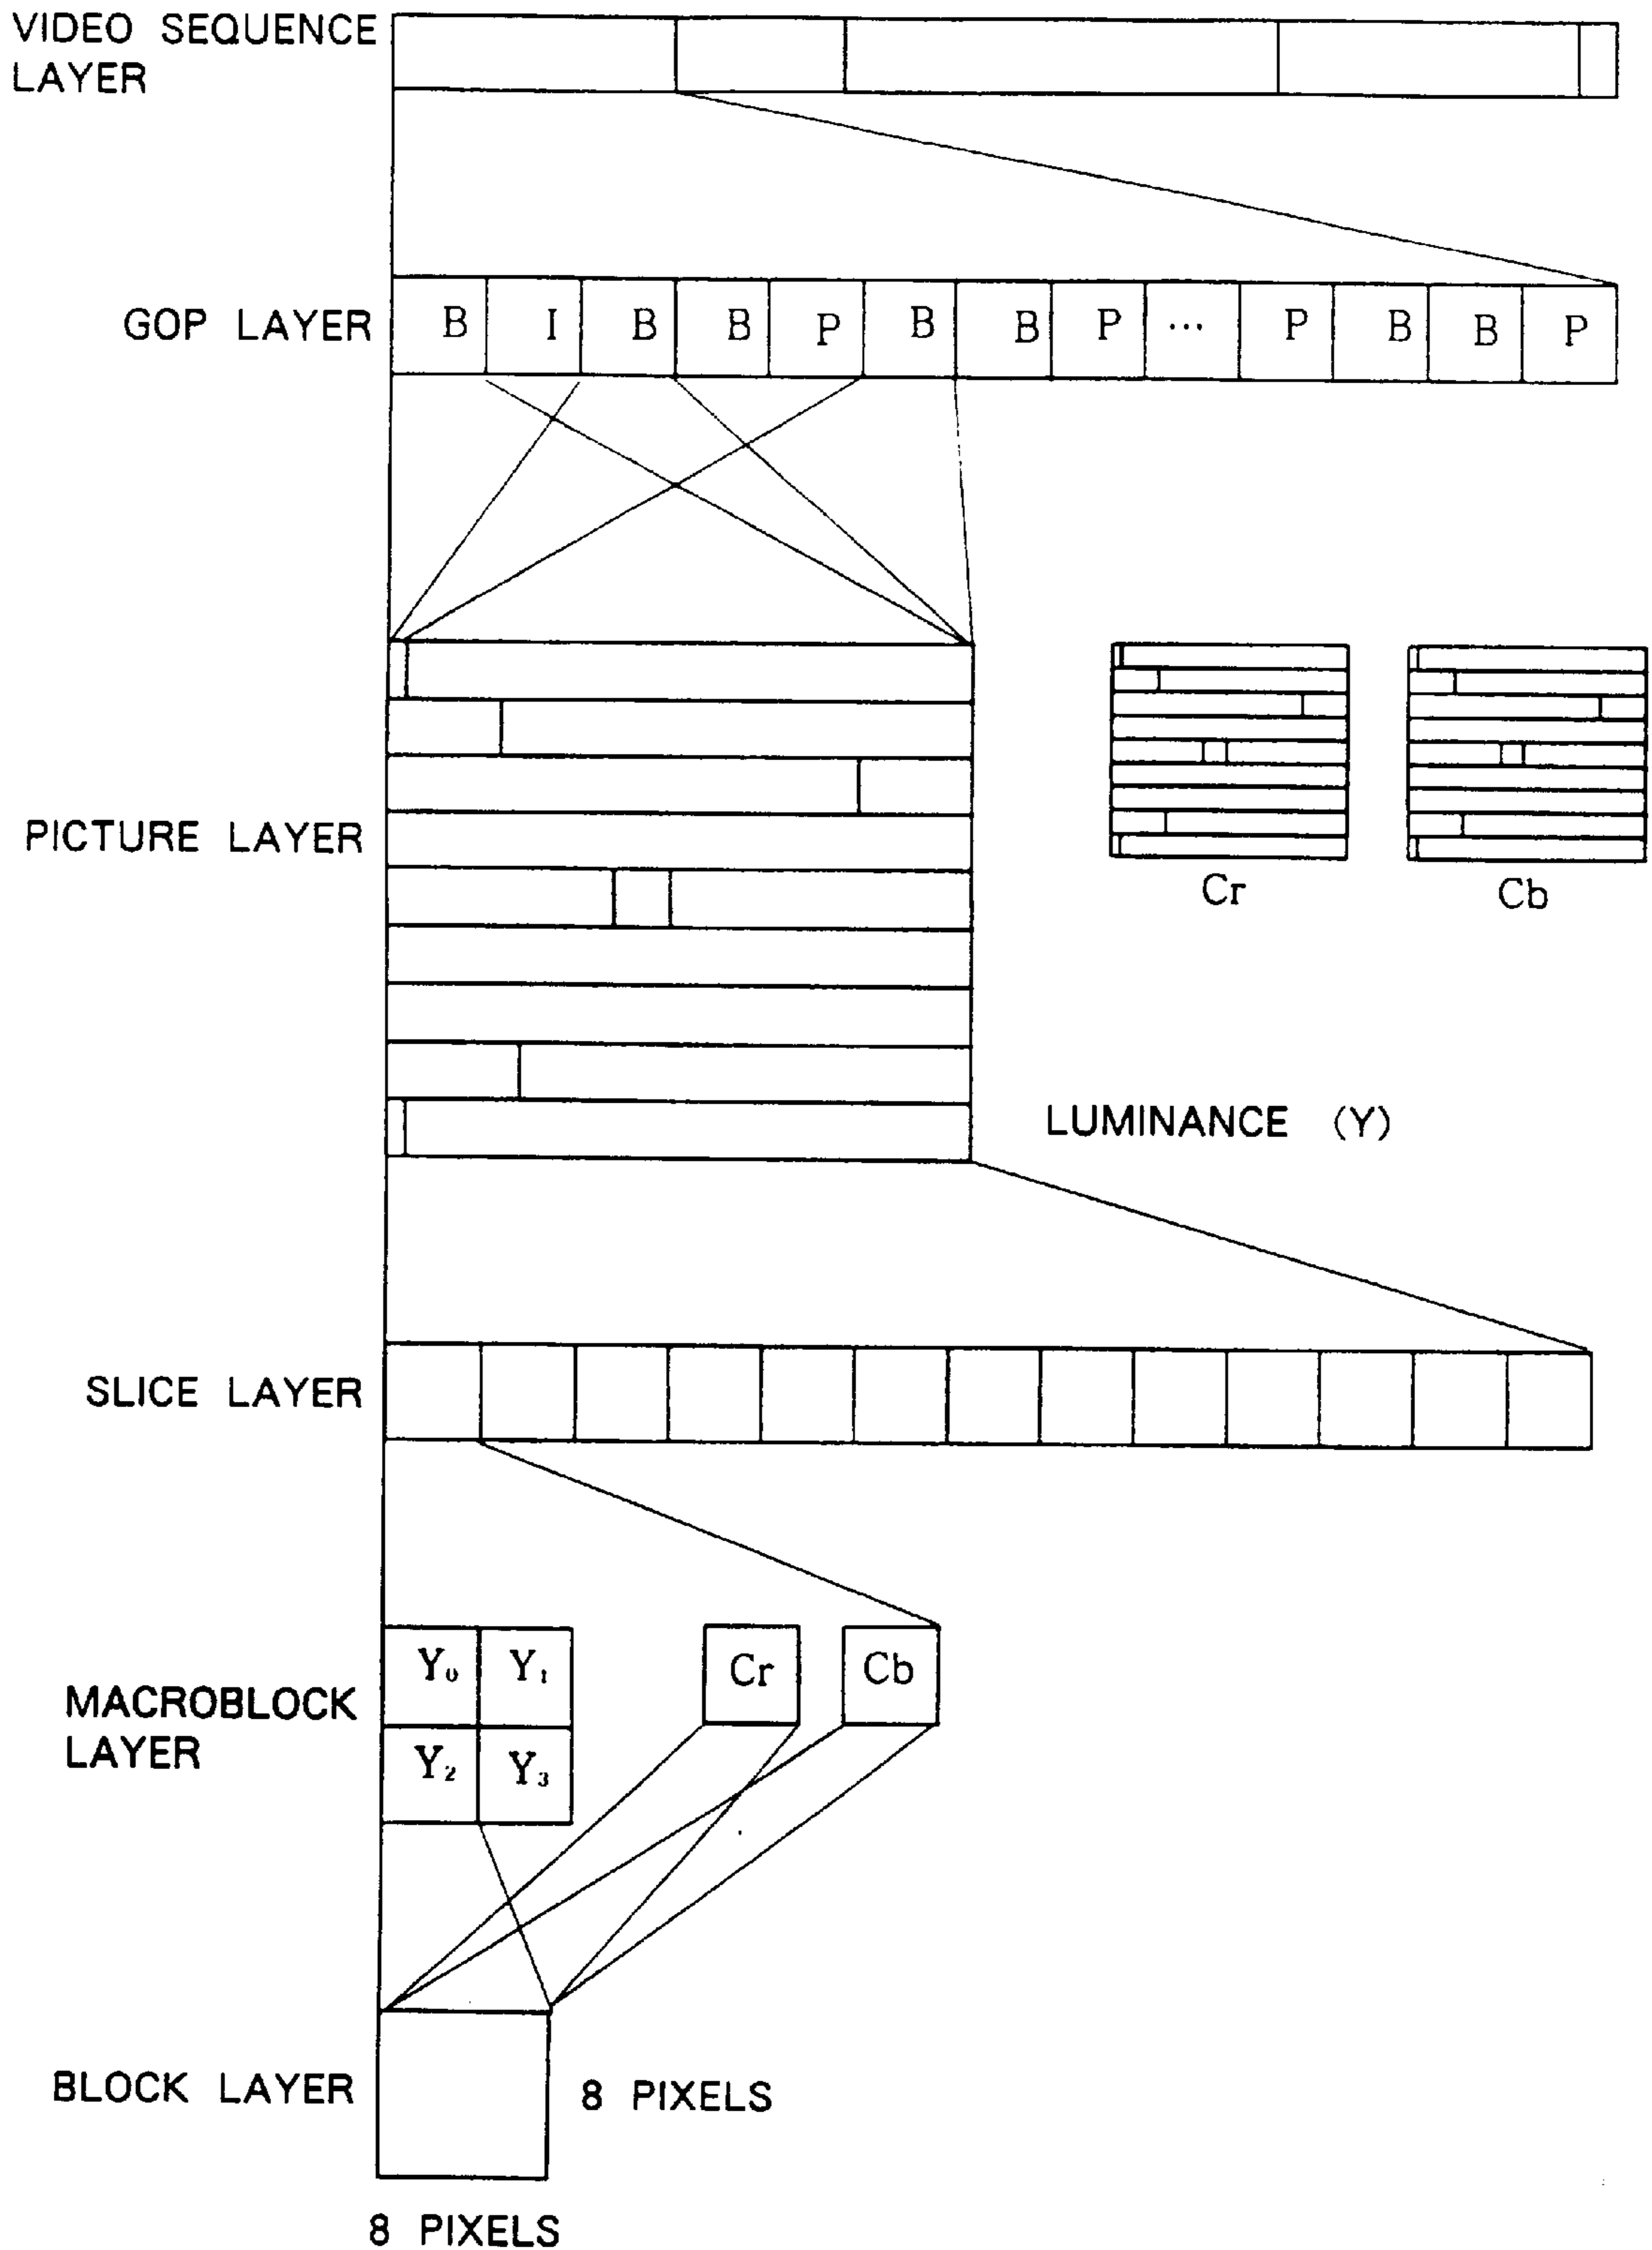 VIDEO SEQUENCE
LAYER
GOP LAYER
B I B B P B B P ... P B B P
PICTURE LAYER
Cr
Cb
LUMINANCE (Y)
SLICE LAYER
MACROBLOCK
LAYER
Y₀ Y₁
Y₂ Y₃
Cr
Cb
BLOCK LAYER
8 PIXELS
8 PIXELS